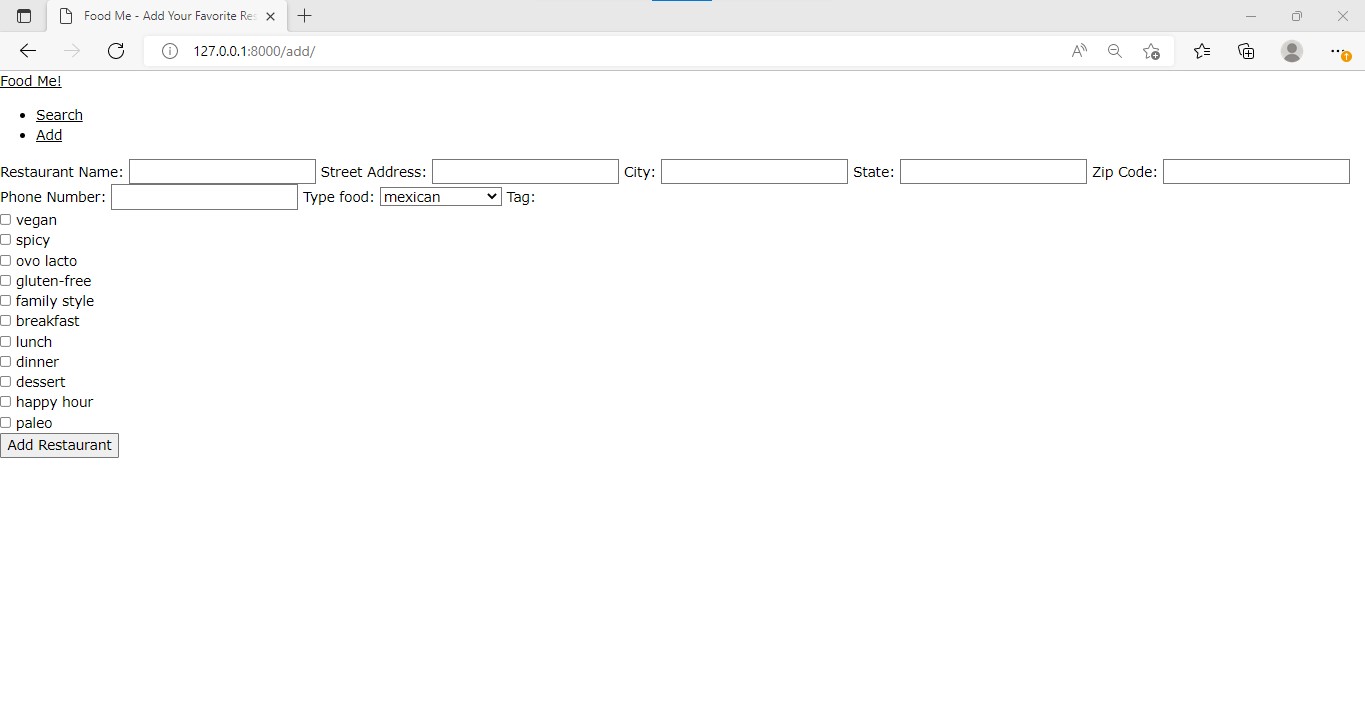 Food Me - Add Your Favorite Res
127.0.0.1:8000/add/
Food Me!
Search
Add
Restaurant Name: Street Address: City: State: Zip Code:
Phone Number: Type food: mexican Tag:
vegan
spicy
ovo lacto
gluten-free
family style
breakfast
lunch
dinner
dessert
happy hour
paleo
Add Restaurant